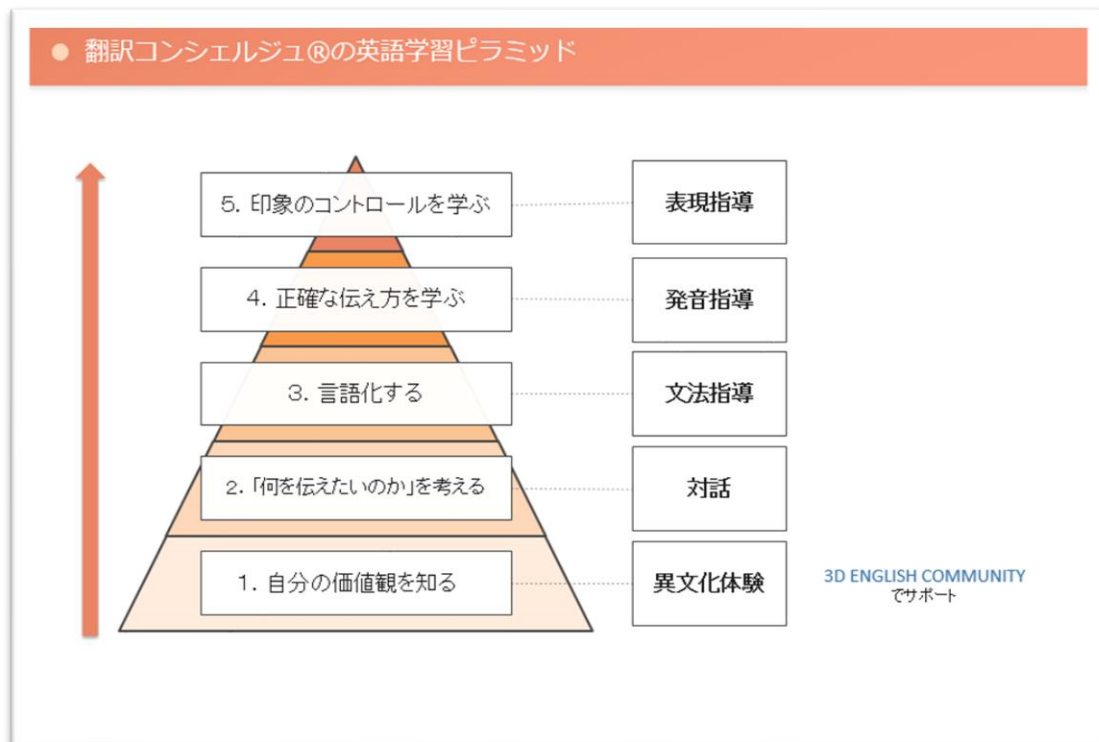 翻訳コンシェルジュ®の英語学習ピラミッド
5. 印象のコントロールを学ぶ
表現指導
4. 正確な伝え方を学ぶ
発音指導
3. 言語化する
文法指導
2.「何を伝えたいのか」を考える
対話
1. 自分の価値観を知る
異文化体験
3D ENGLISH COMMUNITY
でサポート